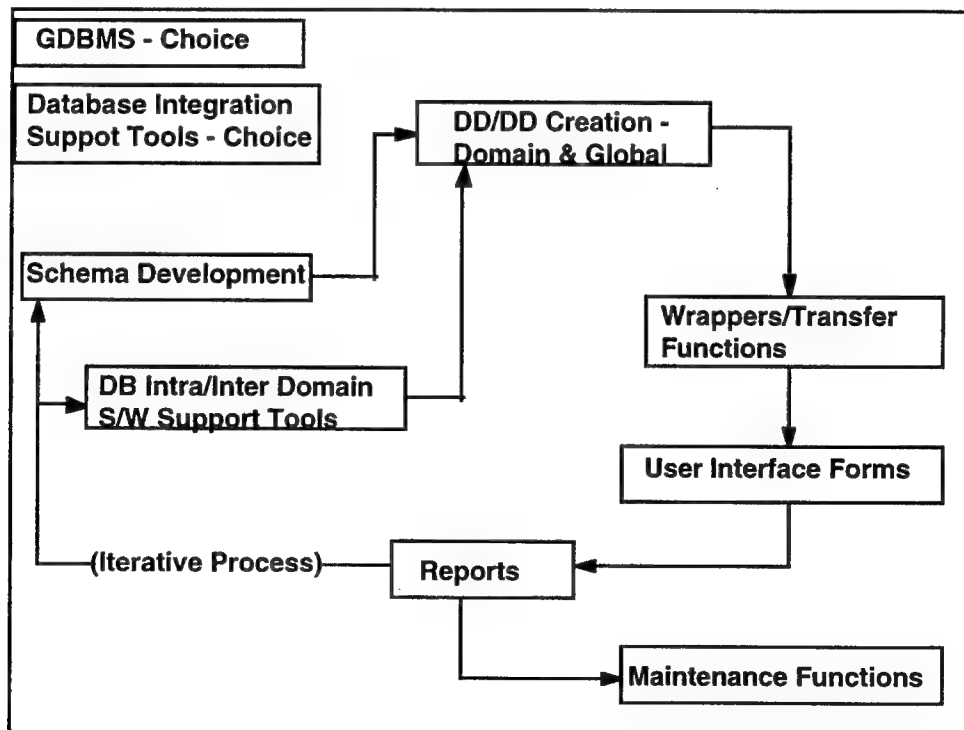 GDBMS - Choice
Database Integration
Suppot Tools - Choice
DD/DD Creation -
Domain & Global
Schema Development
Wrappers/Transfer
Functions
DB Intra/Inter Domain
S/W Support Tools
User Interface Forms
(Iterative Process)
Reports
Maintenance Functions